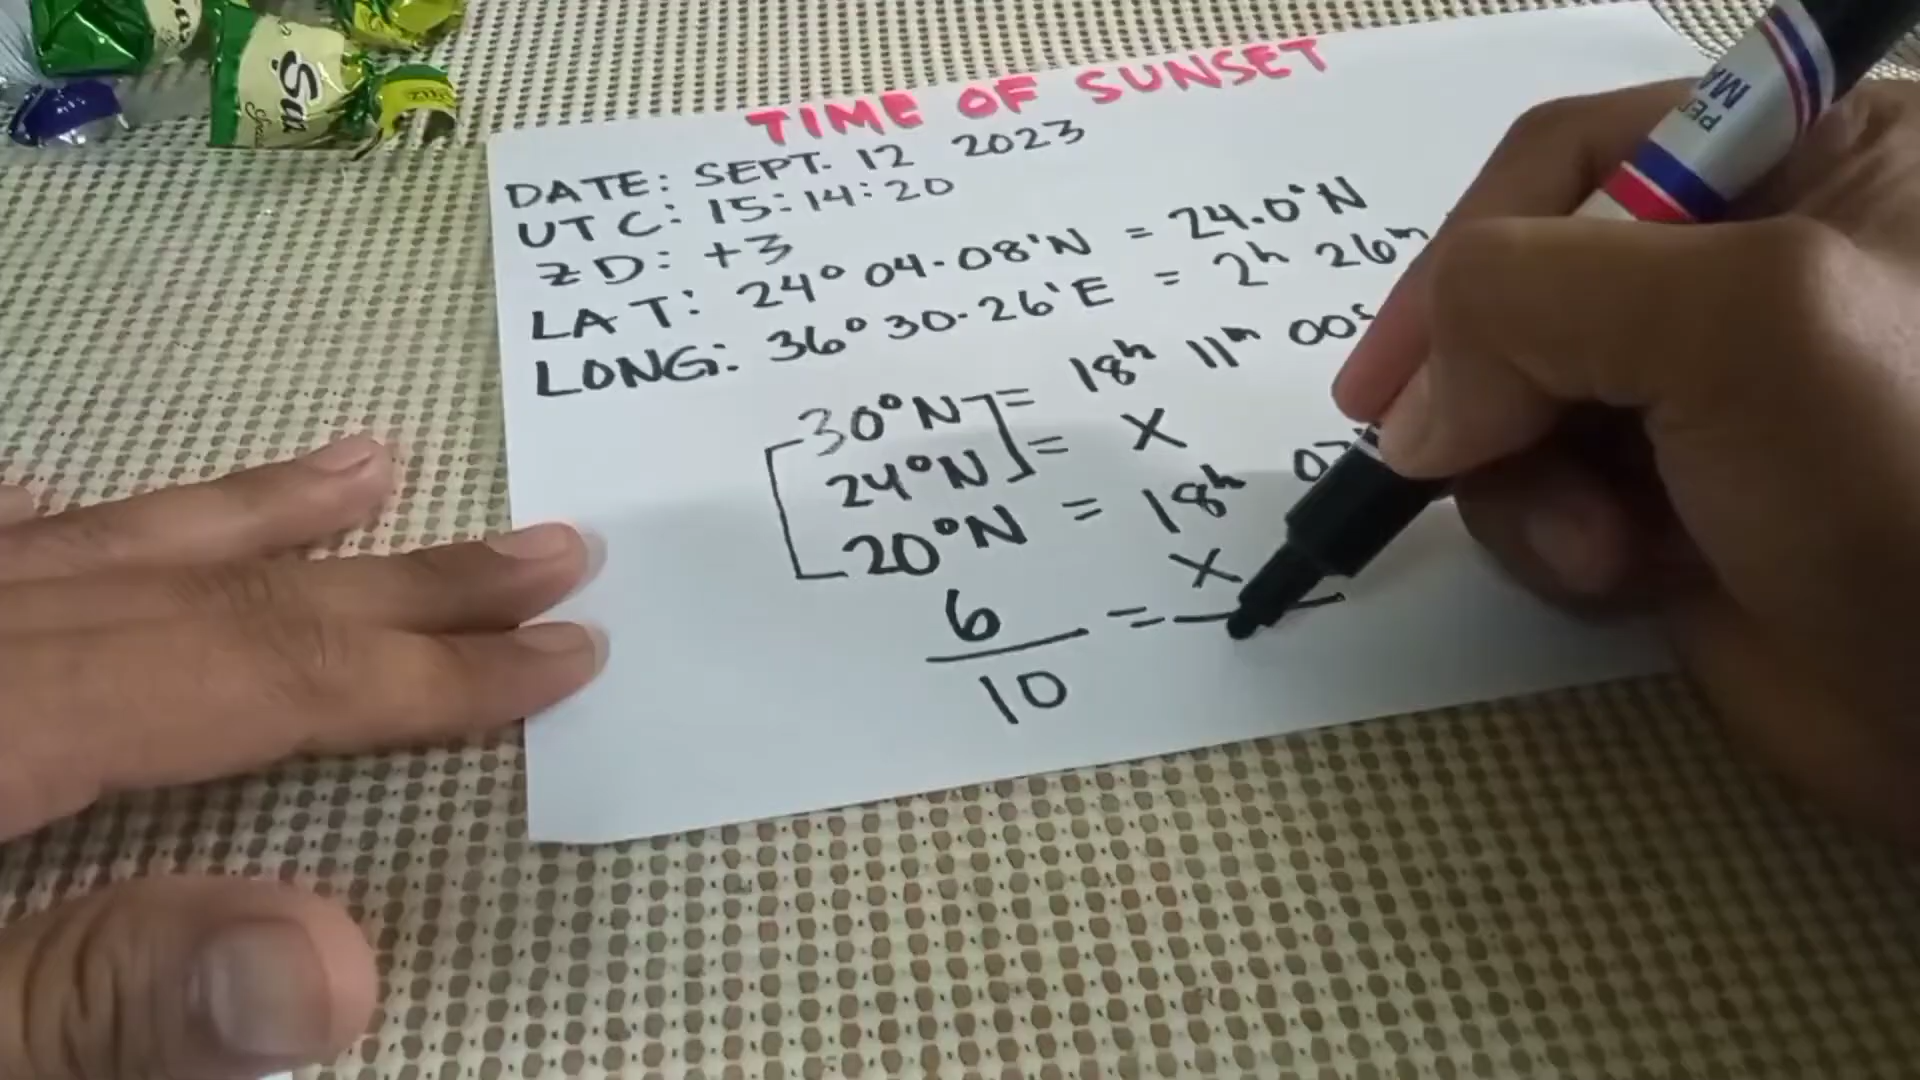 TIME OF SUNSET
DATE: SEPT. 12 2023
UTC: 15:14:20
ZD: +3
LAT: 24° 04.08'N = 24.0°N
LONG: 36° 30.26'E = 2h 26m
30°N = 18h 11m 00s
24°N = X
20°N = 18h 07
6 = X
10